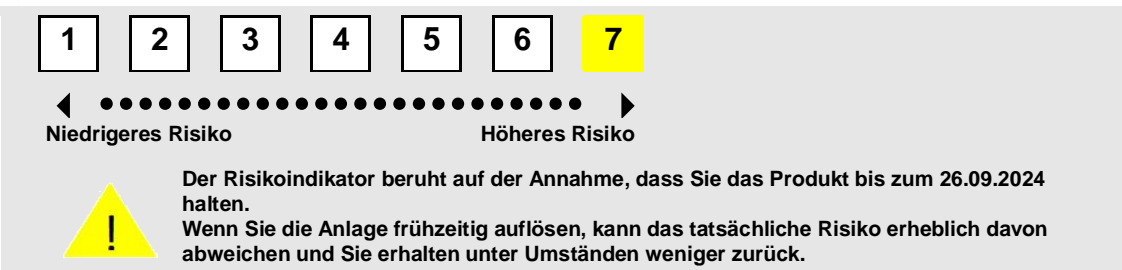 1 2 3 4 5 6 7
Niedrigeres Risiko Höheres Risiko
Der Risikoindikator beruht auf der Annahme, dass Sie das Produkt bis zum 26.09.2024
halten.
Wenn Sie die Anlage frühzeitig auflösen, kann das tatsächliche Risiko erheblich davon
abweichen und Sie erhalten unter Umständen weniger zurück.
!